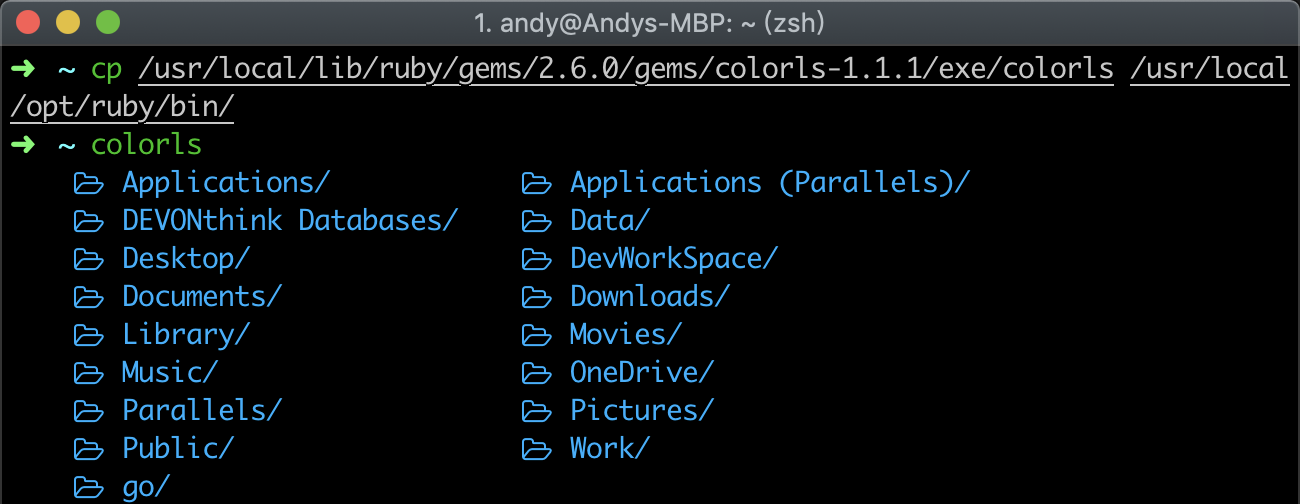 1. andy@Andys-MBP: ~ (zsh)
➜ ~ cp /usr/local/lib/ruby/gems/2.6.0/gems/colorls-1.1.1/exe/colorls /usr/local
/opt/ruby/bin/
➜ ~ colorls
Applications/ Applications (Parallels)/
DEVONthink Databases/ Data/
Desktop/ DevWorkSpace/
Documents/ Downloads/
Library/ Movies/
Music/ OneDrive/
Parallels/ Pictures/
Public/ Work/
go/